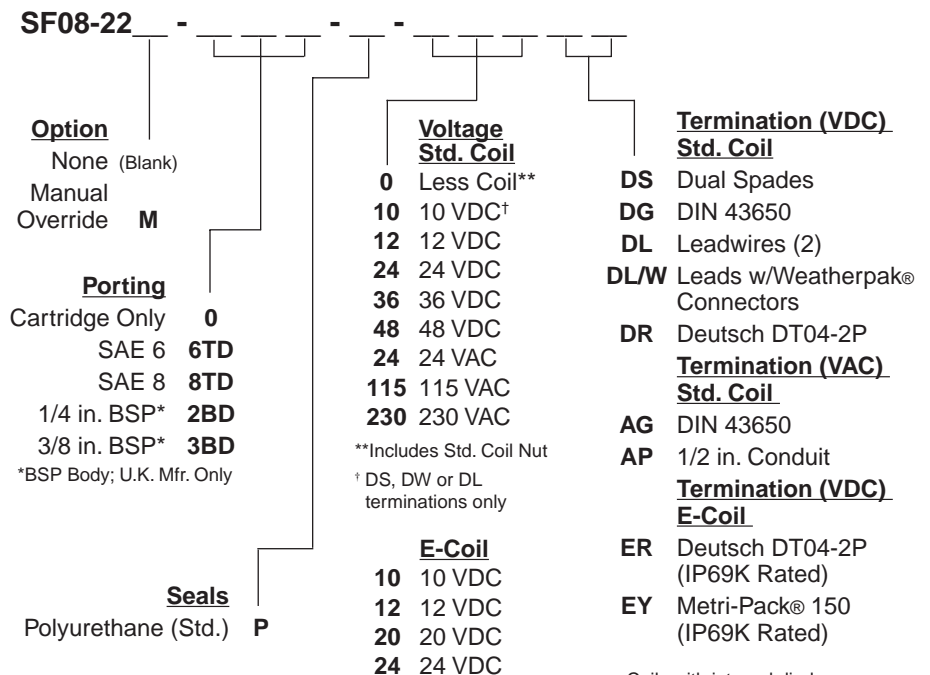 SF08-22__ - __ __ __ - __ - __ __ __ __ __
Option
None (Blank)
Manual
Override M
Porting
Cartridge Only 0
SAE 6 6TD
SAE 8 8TD
1/4 in. BSP* 2BD
3/8 in. BSP* 3BD
*BSP Body; U.K. Mfr. Only
Seals
Polyurethane (Std.) P
Voltage
Std. Coil
0 Less Coil**
10 10 VDC†
12 12 VDC
24 24 VDC
36 36 VDC
48 48 VDC
24 24 VAC
115 115 VAC
230 230 VAC
**Includes Std. Coil Nut
† DS, DW or DL
terminations only
E-Coil
10 10 VDC
12 12 VDC
20 20 VDC
24 24 VDC
Termination (VDC)
Std. Coil
DS Dual Spades
DG DIN 43650
DL Leadwires (2)
DL/W Leads w/Weatherpak®
Connectors
DR Deutsch DT04-2P
Termination (VAC)
Std. Coil
AG DIN 43650
AP 1/2 in. Conduit
Termination (VDC)
E-Coil
ER Deutsch DT04-2P
(IP69K Rated)
EY Metri-Pack® 150
(IP69K Rated)